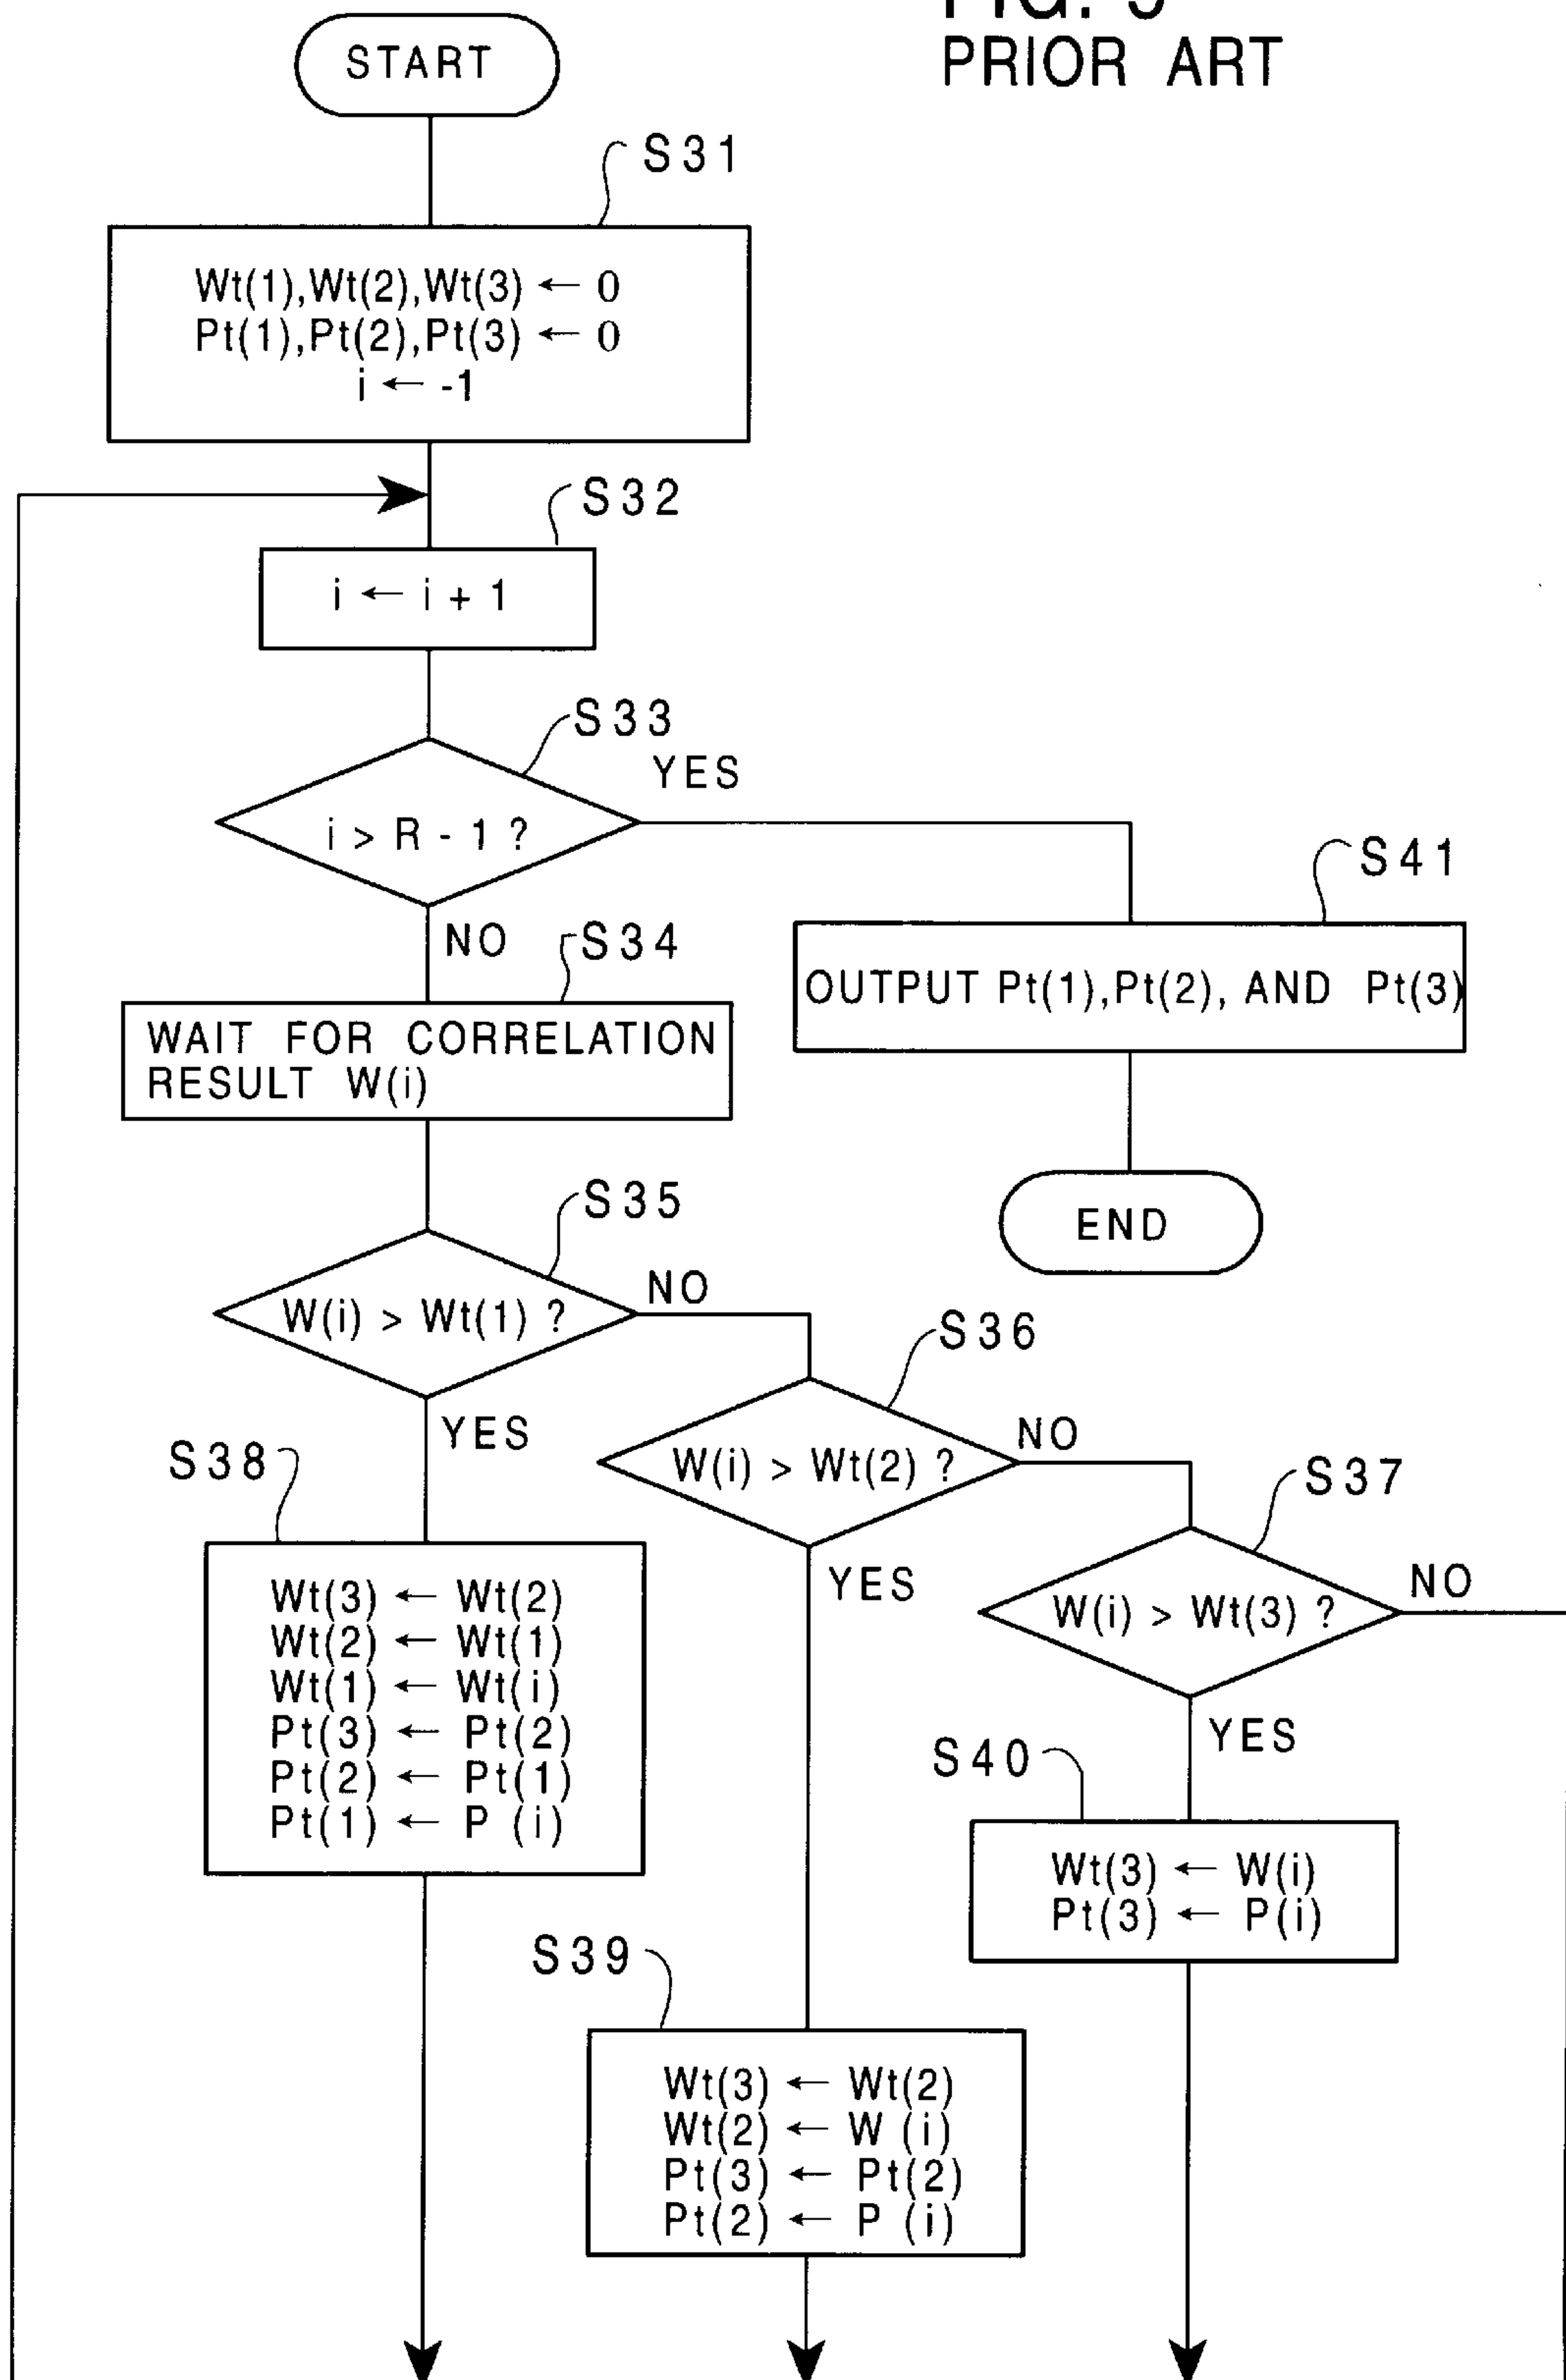 PRIOR ART
START
S31
Wt(1),Wt(2),Wt(3) ← 0
Pt(1),Pt(2),Pt(3) ← 0
i ← -1
S32
i ← i + 1
S33
YES
i > R - 1 ?
S41
NO
S34
OUTPUT Pt(1),Pt(2), AND Pt(3)
WAIT FOR CORRELATION
RESULT W(i)
S35
END
NO
W(i) > Wt(1) ?
S36
YES
NO
S38
W(i) > Wt(2) ?
S37
YES
NO
W(i) > Wt(3) ?
Wt(3) ← Wt(2)
Wt(2) ← Wt(1)
Wt(1) ← Wt(i)
Pt(3) ← Pt(2)
Pt(2) ← Pt(1)
Pt(1) ← P (i)
YES
S40
Wt(3) ← W(i)
Pt(3) ← P(i)
S39
Wt(3) ← Wt(2)
Wt(2) ← W (i)
Pt(3) ← Pt(2)
Pt(2) ← P (i)